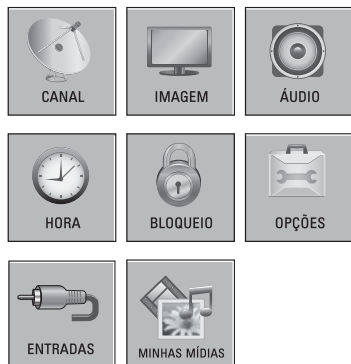 CANAL
IMAGEM
ÁUDIO
HORA
BLOQUEIO
OPÇÕES
ENTRADAS
MINHAS MÍDIAS